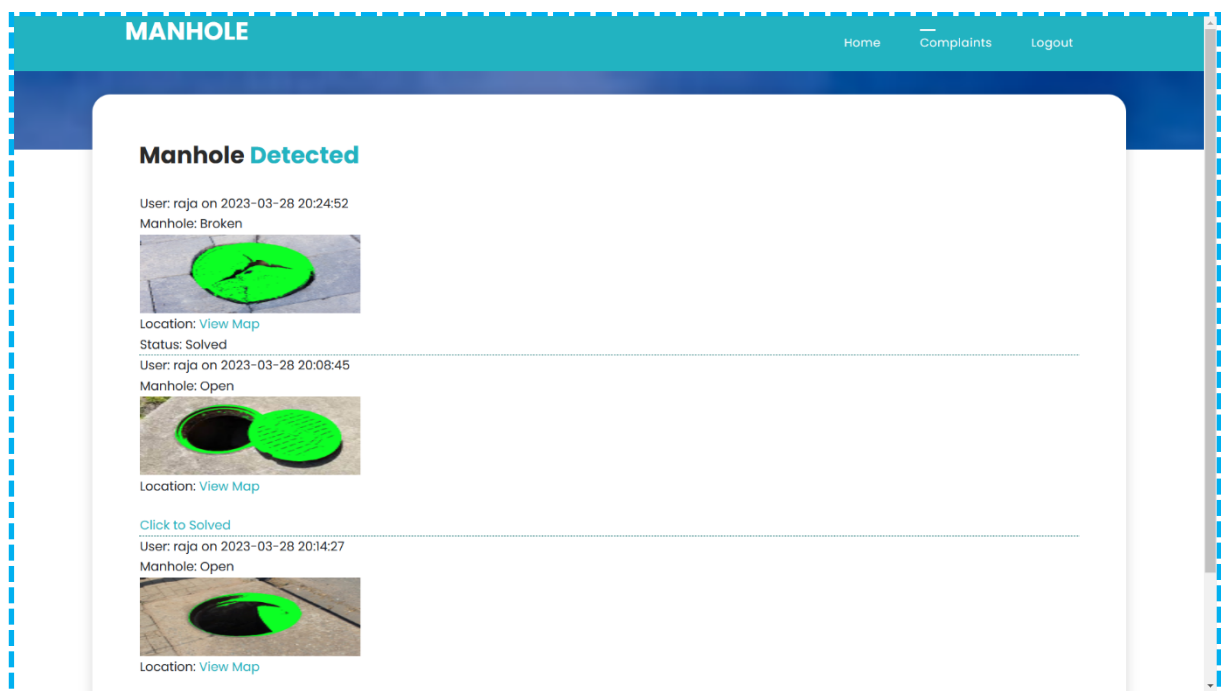 MANHOLE
Home Complaints Logout
Manhole Detected
User: raja on 2023-03-28 20:24:52
Manhole: Broken
Location: View Map
Status: Solved
User: raja on 2023-03-28 20:08:45
Manhole: Open
Location: View Map
Click to Solved
User: raja on 2023-03-28 20:14:27
Manhole: Open
Location: View Map